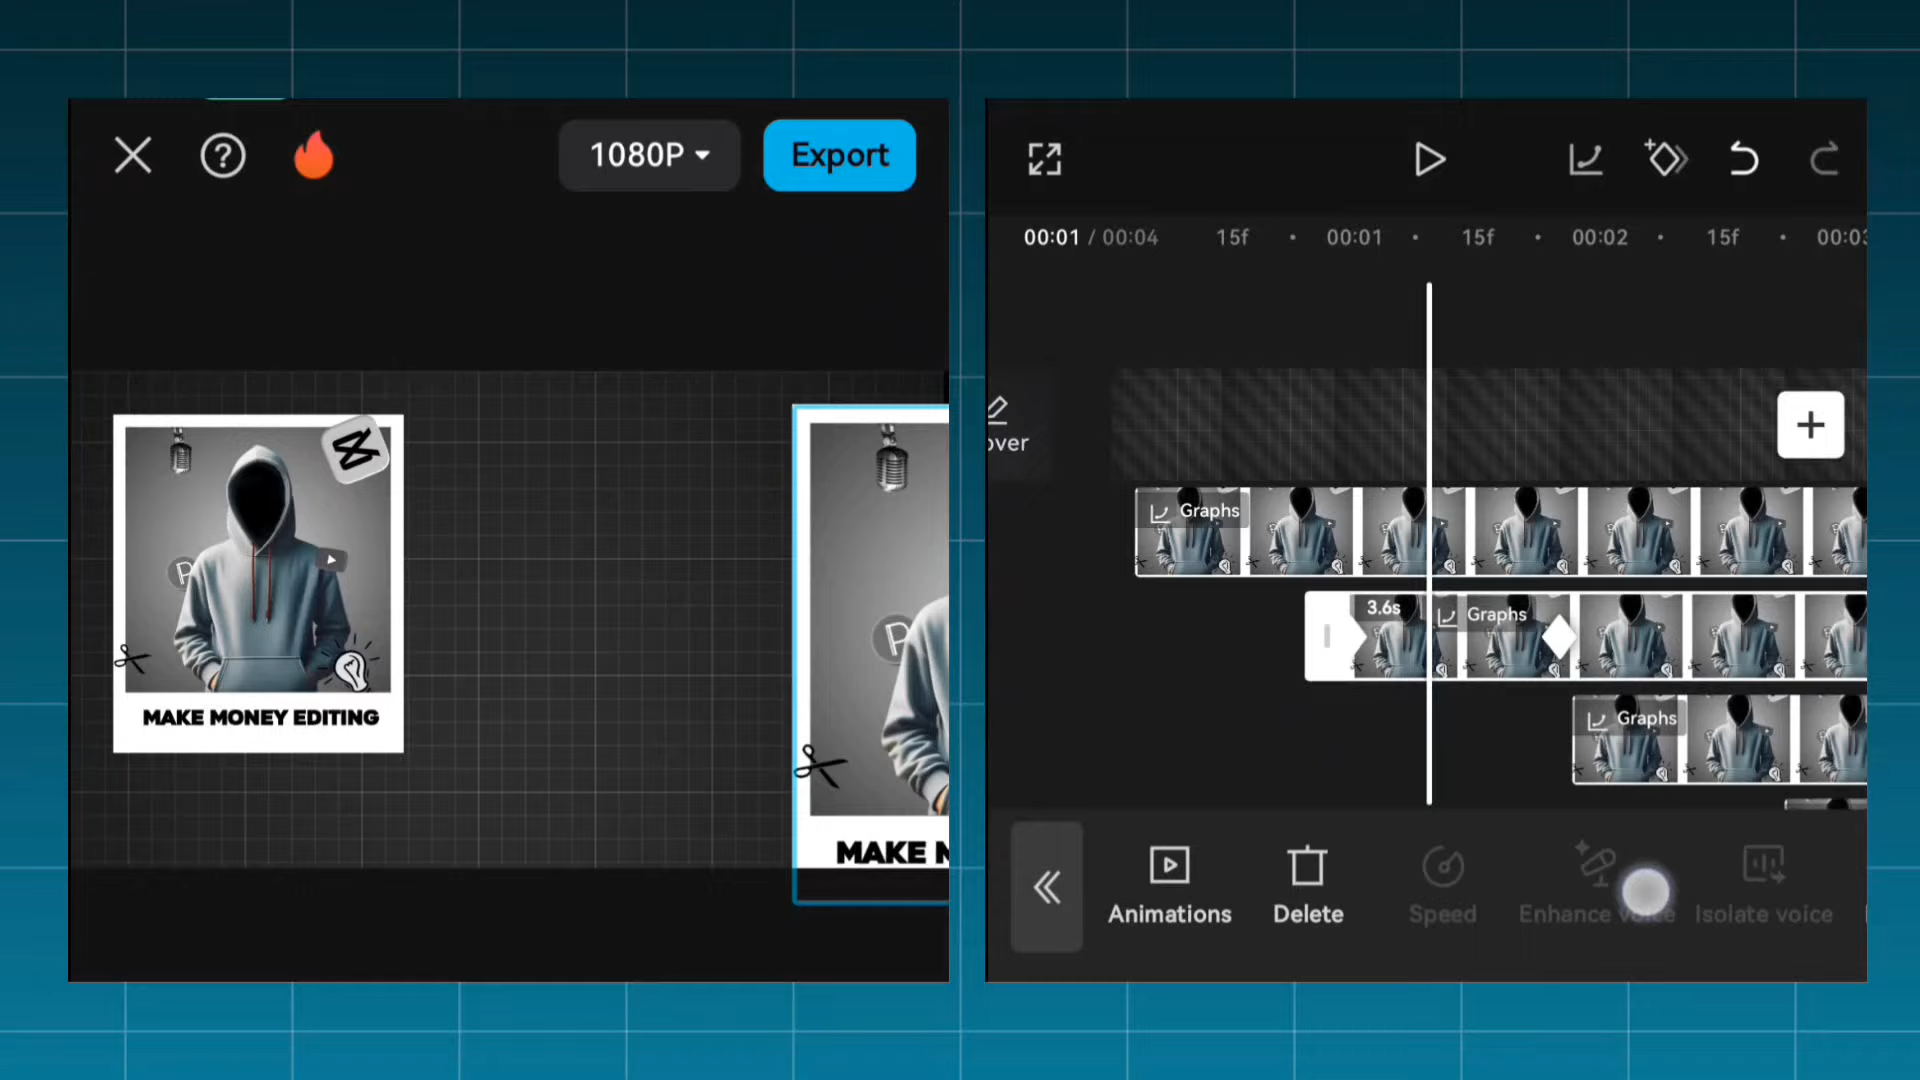 1080P
Export
MAKE MONEY EDITING
P
P
MAKE
00:01 / 00:04
15f
00:01
15f
00:02
15f
over
Graphs
3.6s
Graphs
Graphs
Animations
Delete
Speed
Enhance voice
Isolate voice